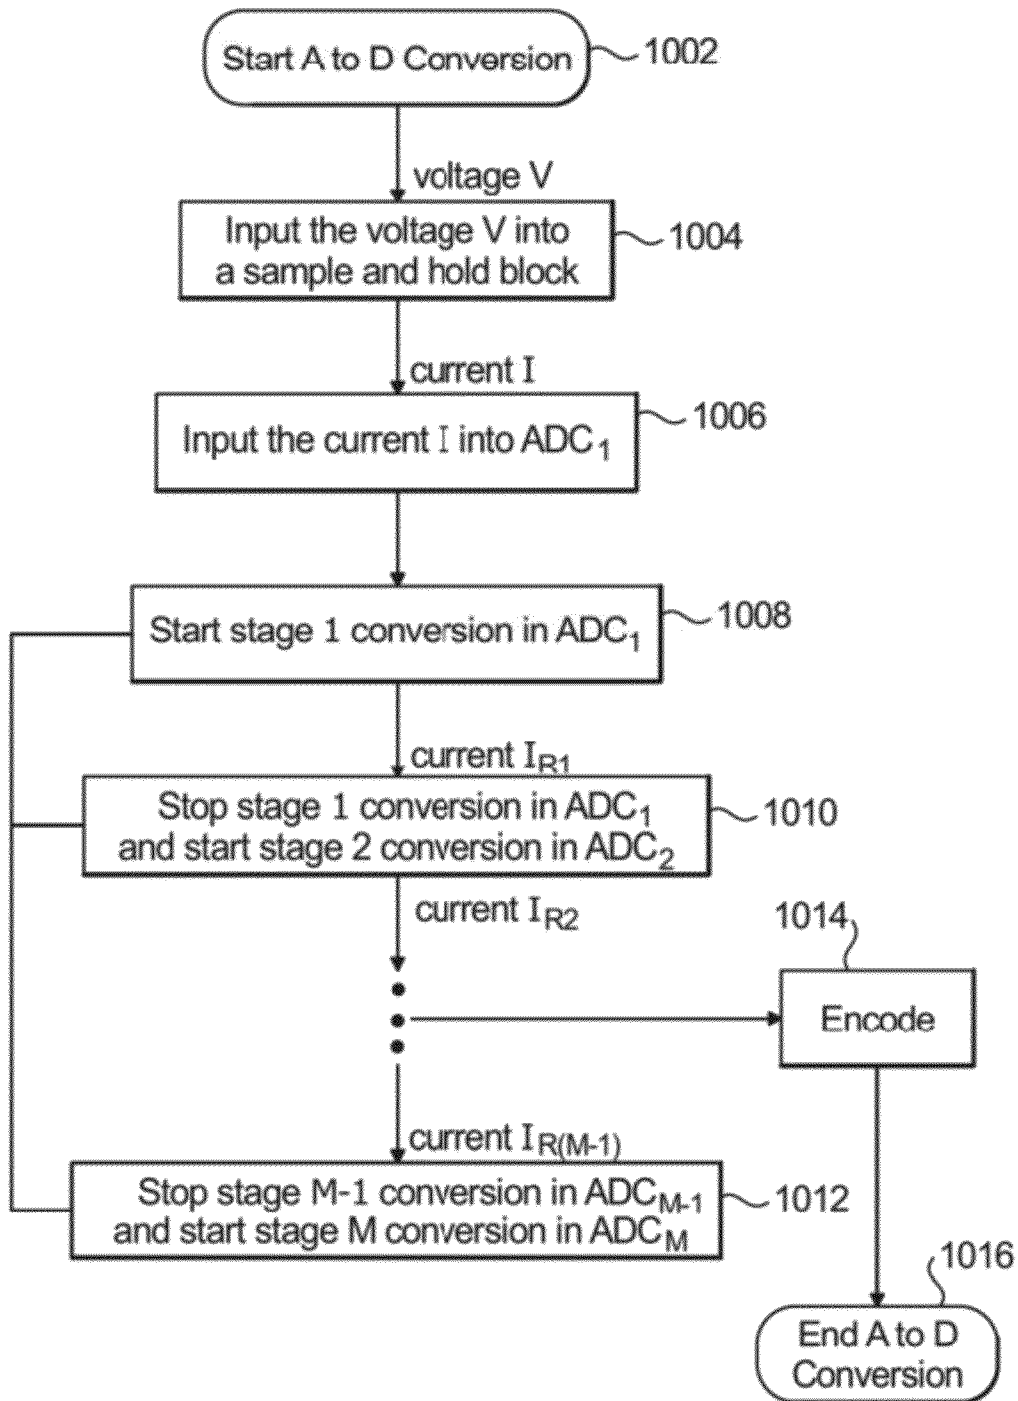 Start A to D Conversion
1002
voltage V
Input the voltage V into
a sample and hold block
1004
current I
Input the current I into ADC1
1006
Start stage 1 conversion in ADC1
1008
current IR1
Stop stage 1 conversion in ADC1
and start stage 2 conversion in ADC2
1010
current IR2
1014
Encode
current IR(M-1)
Stop stage M-1 conversion in ADCM-1
and start stage M conversion in ADCM
1012
1016
End A to D
Conversion